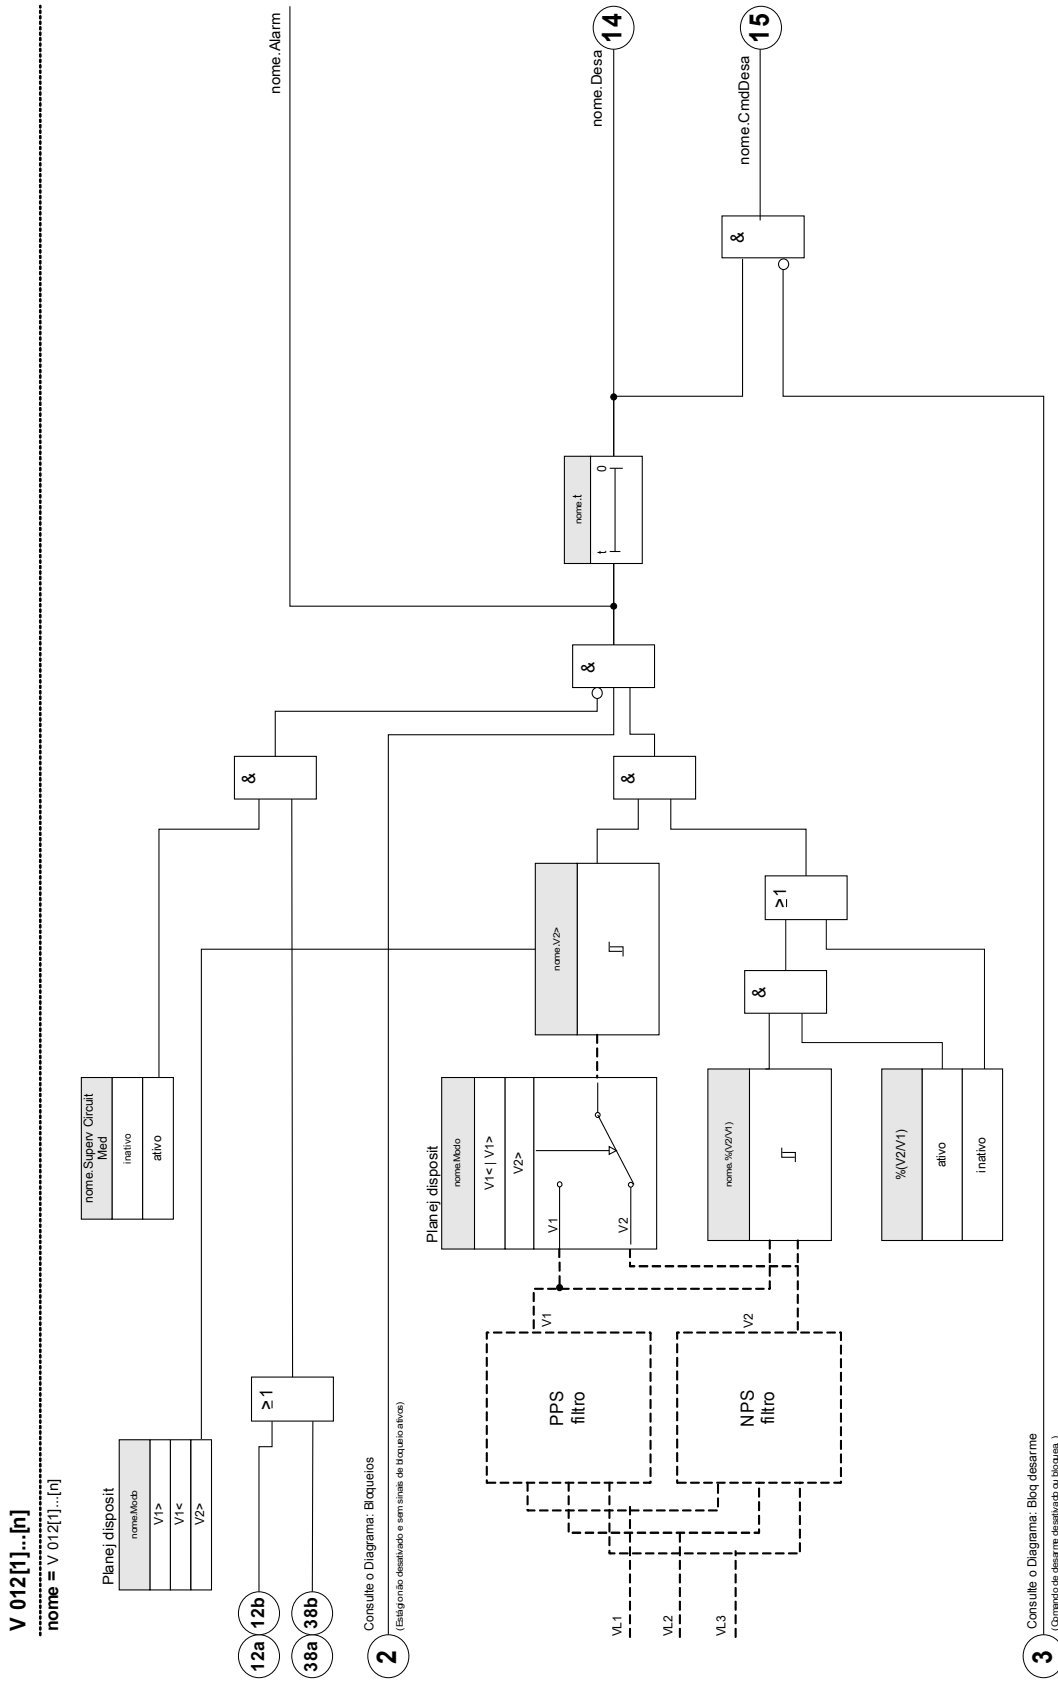 V 012[1]...[n]
nome = V 012[1]...[n]
Planej disposit
nome.Modo
V1>
V1<
V2>
nome.Superv Circuit
Med
inativo
ativo
12a
12b
38a
38b
≥1
&
nome.Alarm
2
Consulte o Diagrama: Bloqueios
(Estágio não desativado e sem sinais de bloqueio ativos)
&
nome.t
t
0
nome.Desa
14
Planej disposit
nome.Modo
V1< | V1>
V2>
V1
V2
nome.V2>
&
PPS
filtro
V1
NPS
filtro
V2
VL1
VL2
VL3
nome.%(V2/V1)
%(V2/V1)
ativo
inativo
&
≥1
&
nome.CmdDesa
15
3
Consulte o Diagrama: Bloq desarme
(Comando de desarme desativado ou bloquea. )